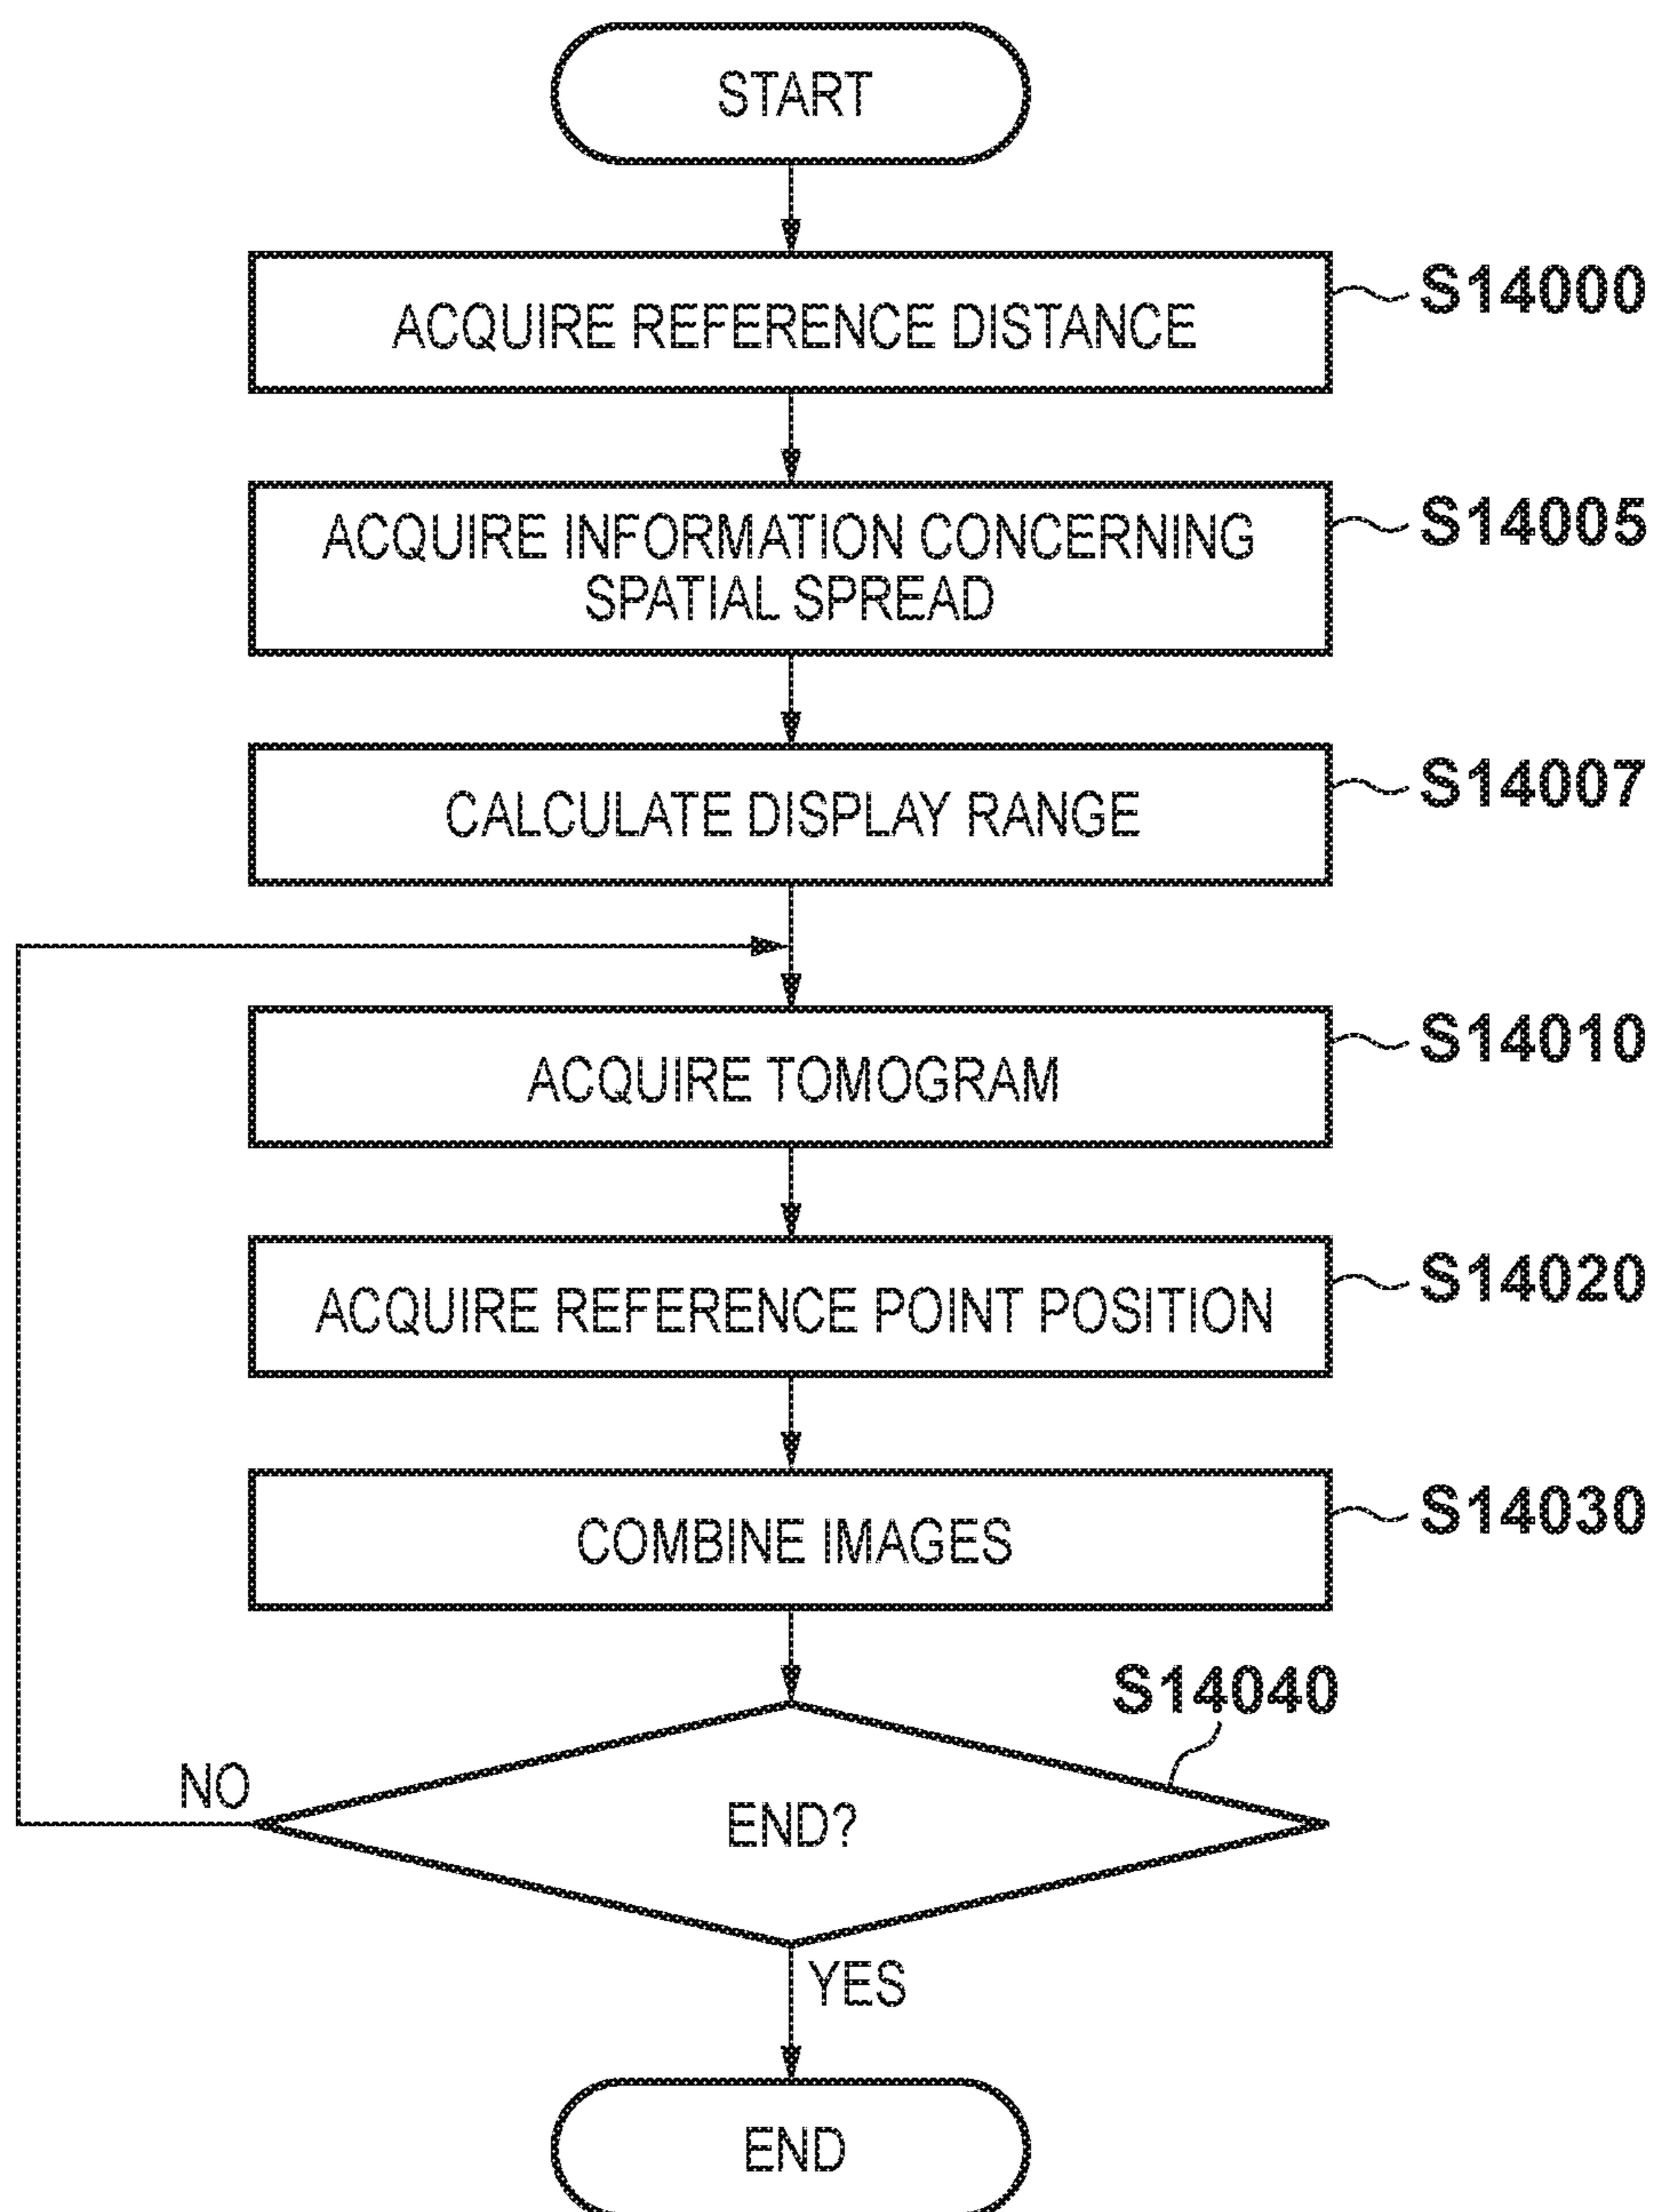 START
ACQUIRE REFERENCE DISTANCE
S14000
ACQUIRE INFORMATION CONCERNING
SPATIAL SPREAD
S14005
CALCULATE DISPLAY RANGE
S14007
ACQUIRE TOMOGRAM
S14010
ACQUIRE REFERENCE POINT POSITION
S14020
COMBINE IMAGES
S14030
S14040
NO
END?
YES
END